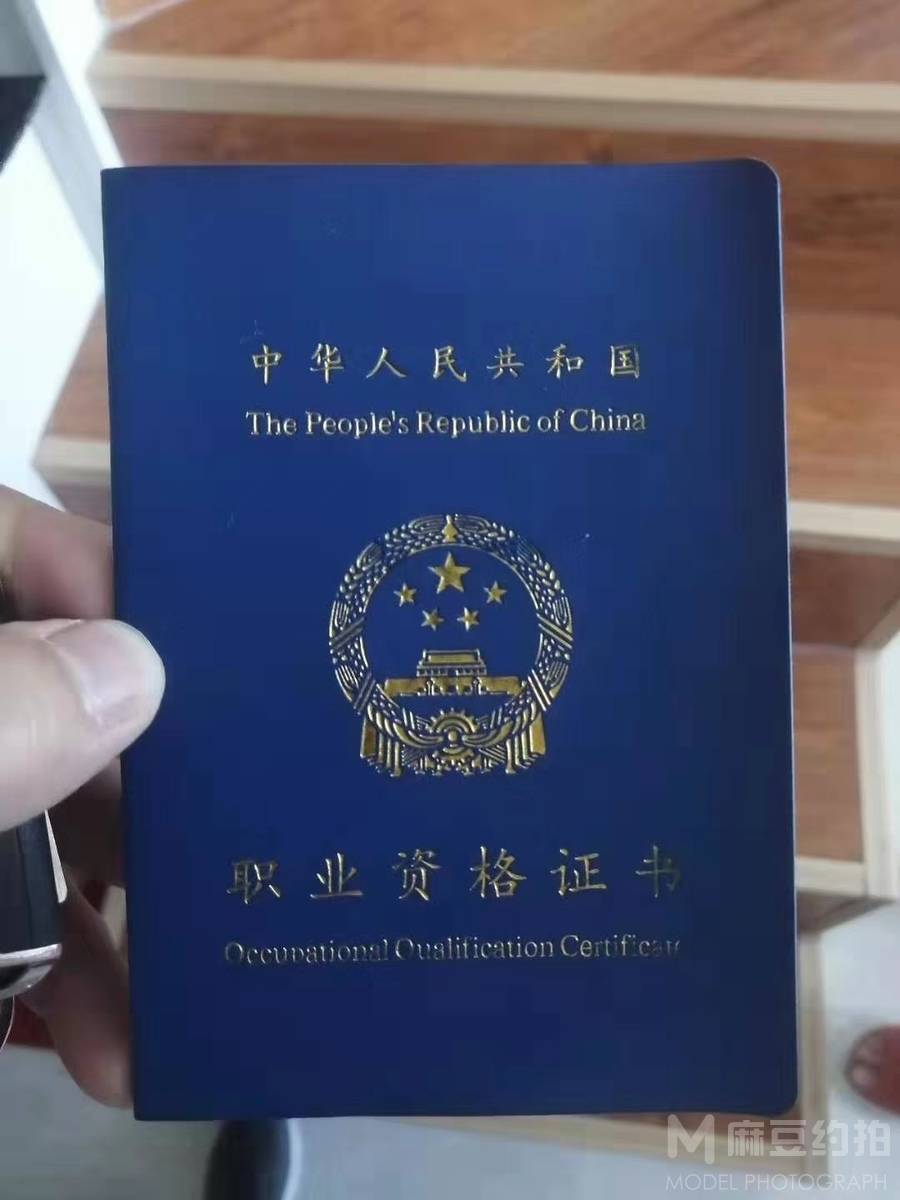 中华人民共和国
The People's Republic of China
职业资格证书
Occupational Qualification Certificate
M 麻豆约拍
MODEL PHOTOGRAPH